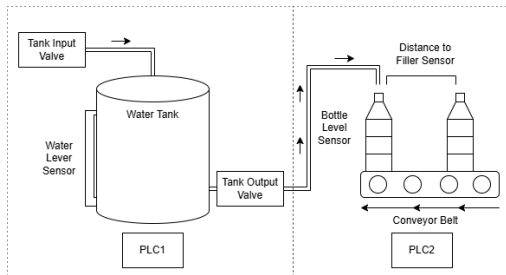 Tank Input
Valve
Water Tank
Water
Lever
Sensor
Tank Output
Valve
PLC1
Distance to
Filler Sensor
Bottle
Level
Sensor
Conveyor Belt
PLC2